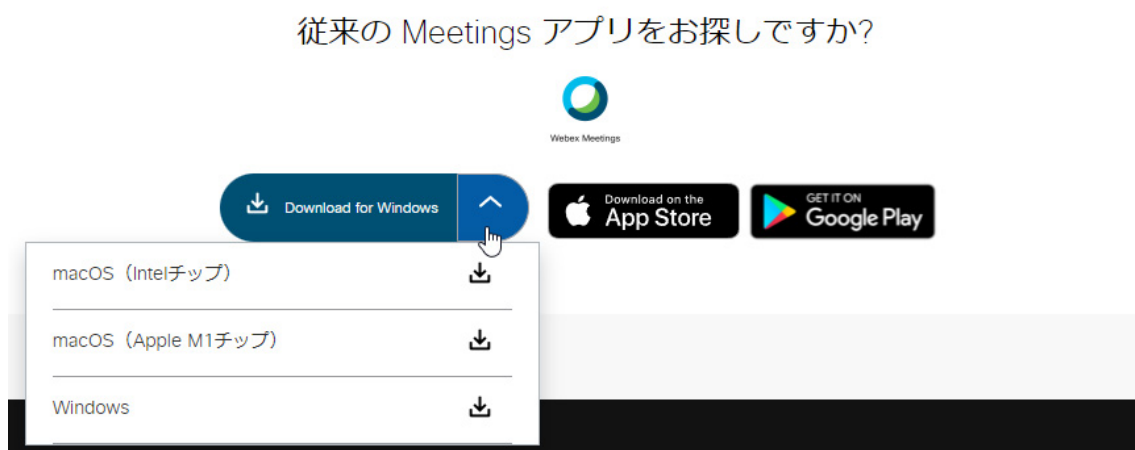 従来の Meetings アプリをお探しですか?
Webex Meetings
Download for Windows
Download on the
App Store
GET IT ON
Google Play
macOS（Intelチップ）
macOS（Apple M1チップ）
Windows